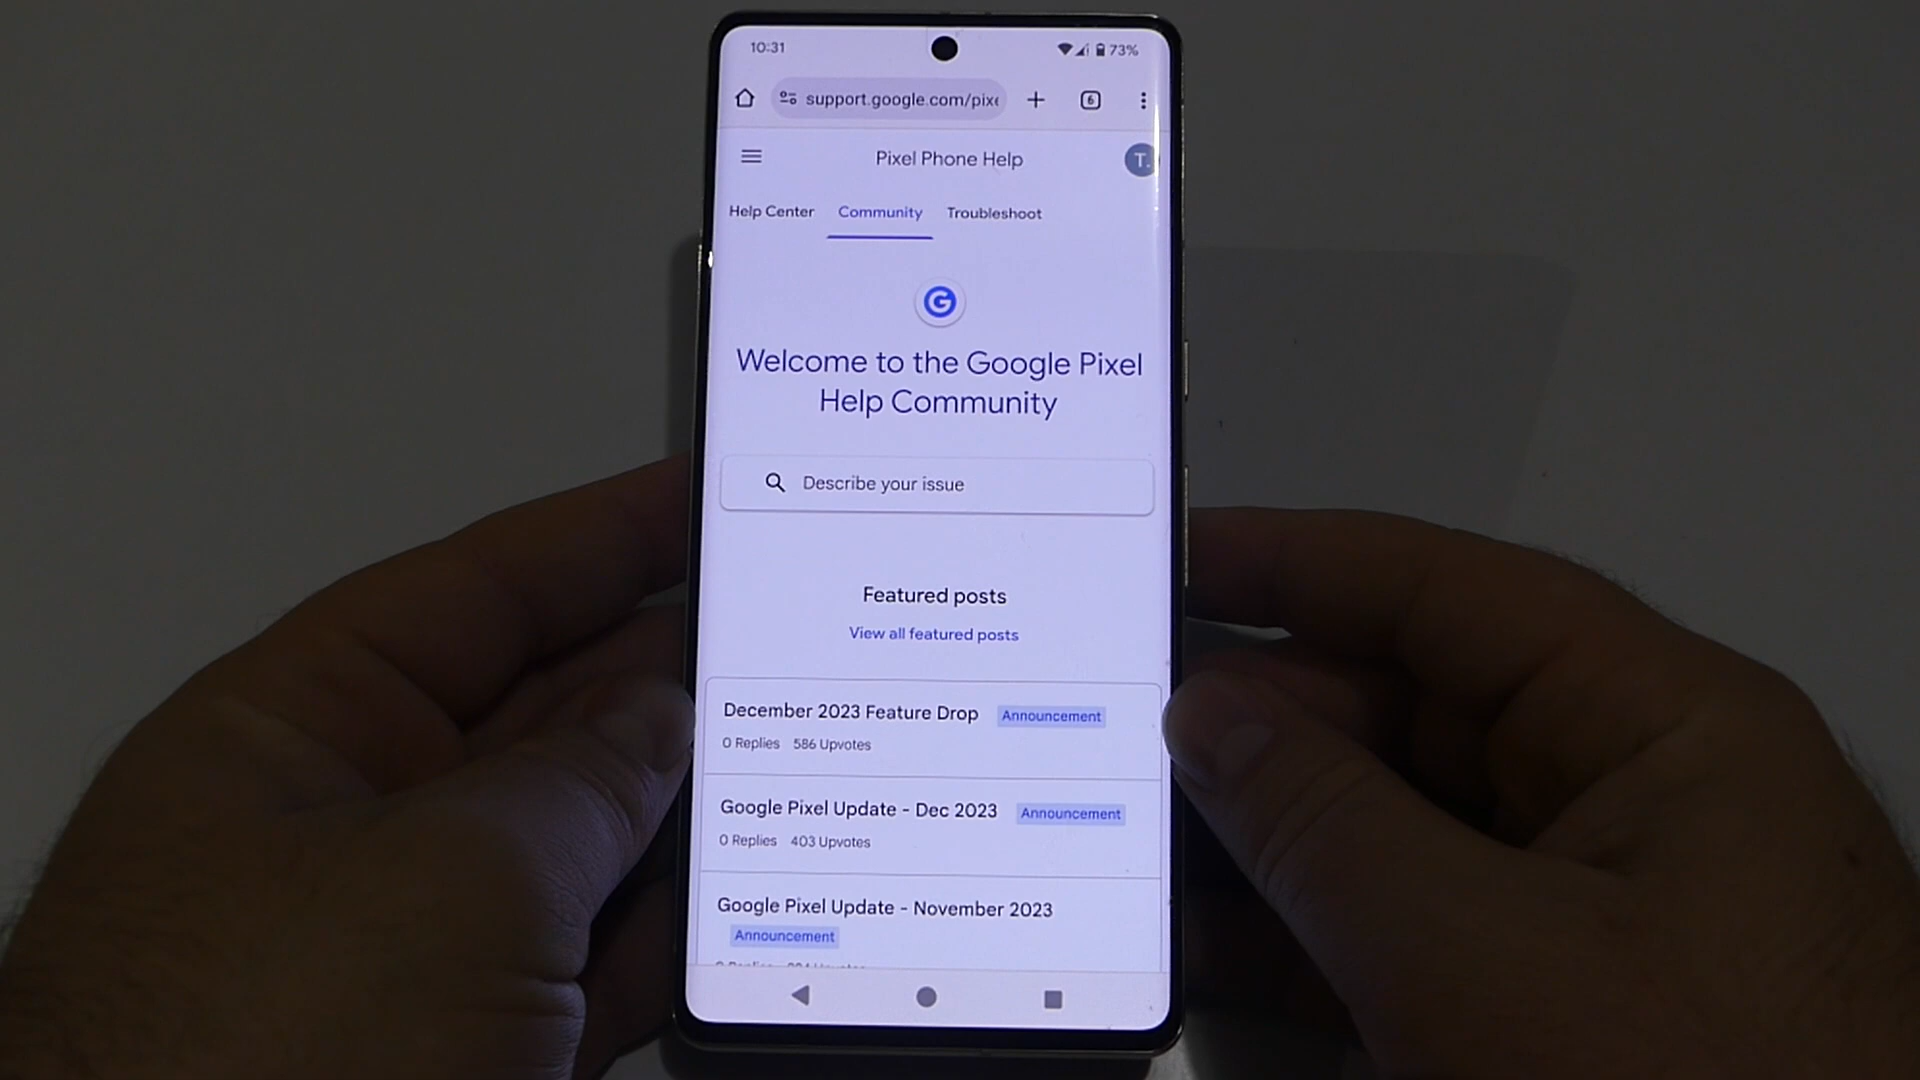 10:31
73%
support.google.com/pix
6
Pixel Phone Help
T.
Help Center Community Troubleshoot
G
Welcome to the Google Pixel
Help Community
Describe your issue
Featured posts
View all featured posts
December 2023 Feature Drop Announcement
0 Replies 586 Upvotes
Google Pixel Update - Dec 2023 Announcement
0 Replies 403 Upvotes
Google Pixel Update - November 2023
Announcement